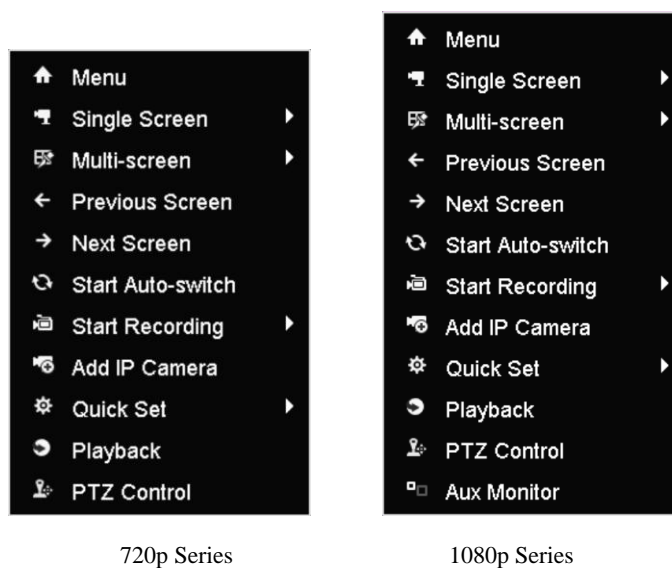 Menu
Single Screen
Multi-screen
Previous Screen
Next Screen
Start Auto-switch
Start Recording
Add IP Camera
Quick Set
Playback
PTZ Control
720p Series
Menu
Single Screen
Multi-screen
Previous Screen
Next Screen
Start Auto-switch
Start Recording
Add IP Camera
Quick Set
Playback
PTZ Control
Aux Monitor
1080p Series